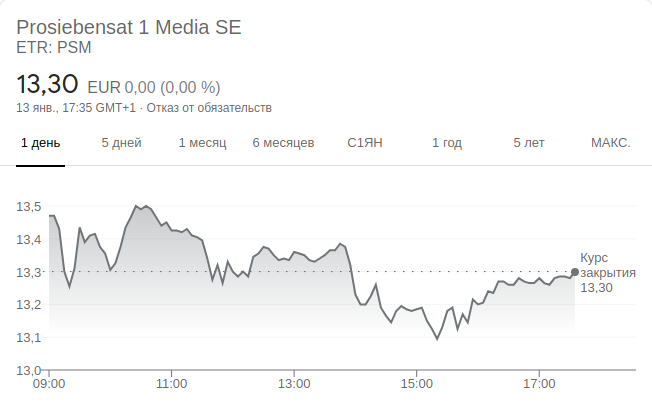 Prosiebensat 1 Media SE
ETR: PSM
13,30 EUR 0,00 (0,00 %)
13 янв., 17:35 GMT+1 · Отказ от обязательств
1 день 5 дней 1 месяц 6 месяцев С1ЯН 1 год 5 лет МАКС.
13,5
13,4
13,3
13,2
13,1
13,0
Курс
закрытия
13,30
09:00 11:00 13:00 15:00 17:00